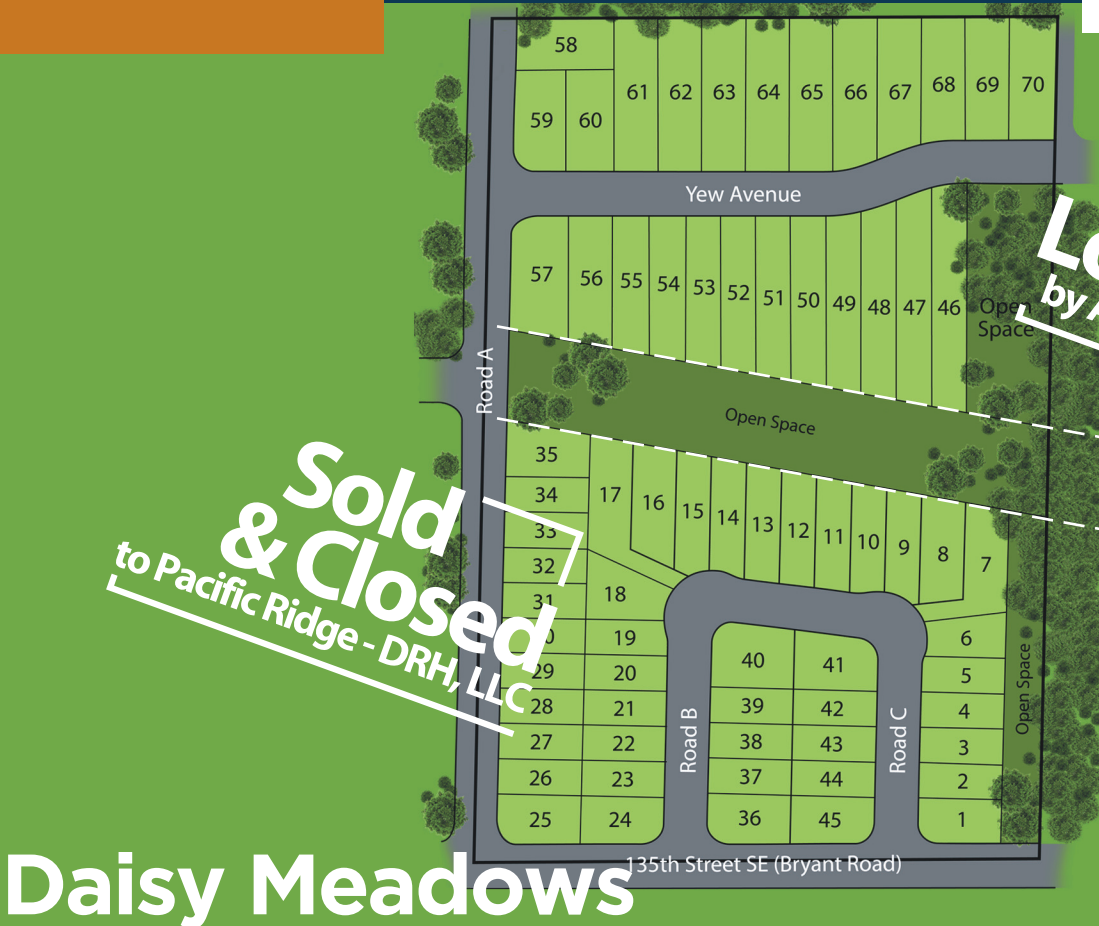 58
61 62 63 64 65 66 67 68 69 70
59 60
Yew Avenue
57 56 55 54 53 52 51 50 49 48 47 46
Open
Space
by
Road A
Open Space
35
34
33
32
31
29
28
27
26
25
17 16 15 14 13 12 11 10 9 8 7
18
19
20
21
22
23
24
Sold
& Closed
to Pacific Ridge - DRH, LLC
Road B
40 41
39 42
38 43
37 44
36 45
Road C
6
5
4
3
2
1
Open Space
135th Street SE (Bryant Road)
Daisy Meadows